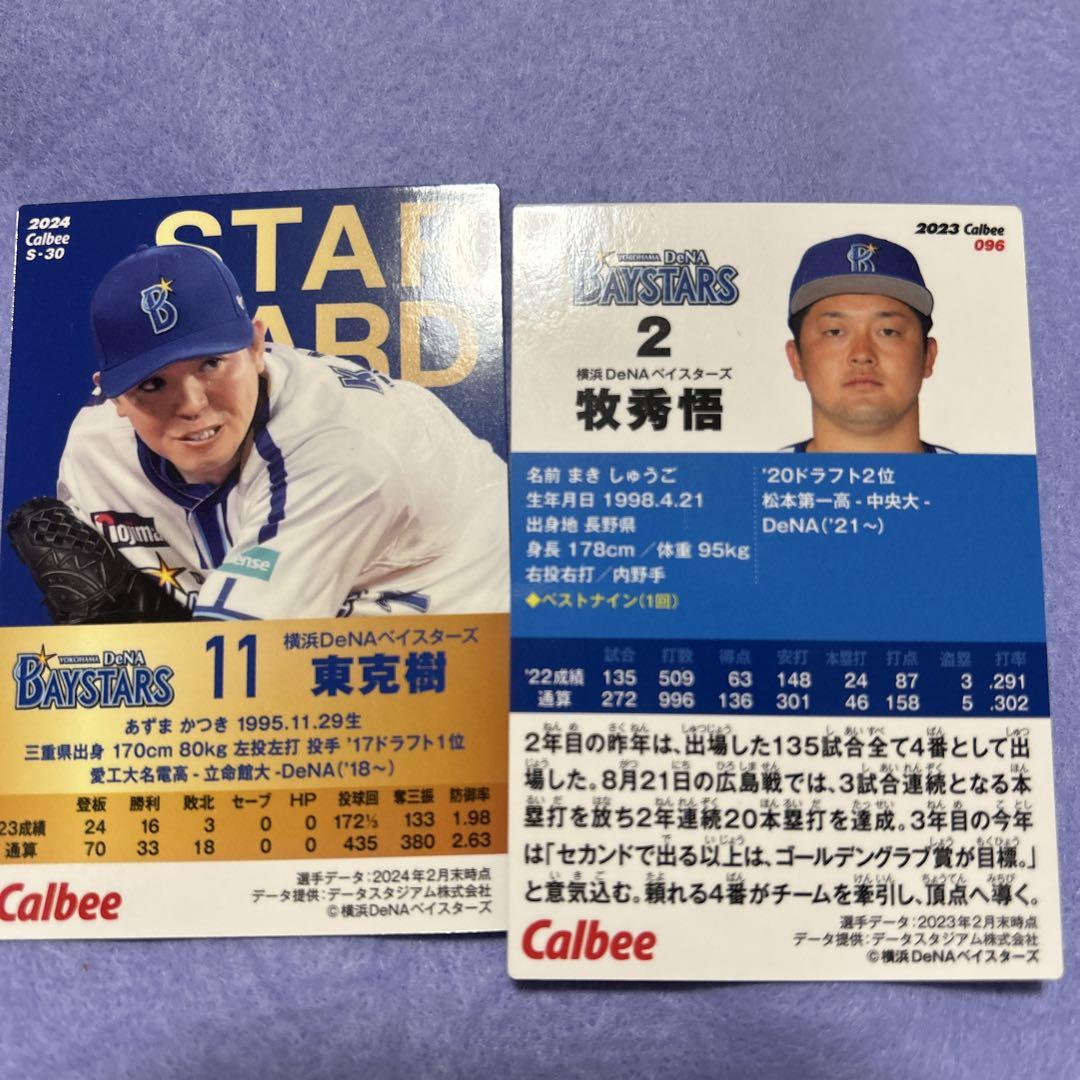 2024
Calbee
S-30
STAR
CARD
Nojima
YOKOHAMA DeNA
BAYSTARS
11
横浜DeNAベイスターズ
東克樹
あずま かつき 1995.11.29生
三重県出身 170cm 80kg 左投左打 投手 '17ドラフト1位
愛工大名電高-立命館大-DeNA('18～)
登板 勝利 敗北 セーブ HP 投球回 奪三振 防御率
23成績 24 16 3 0 0 172⅓ 133 1.98
通算 70 33 18 0 0 435 380 2.63
選手データ:2024年2月末時点
データ提供:データスタジアム株式会社
©横浜DeNAベイスターズ
Calbee
2023 Calbee
096
YOKOHAMA DeNA
BAYSTARS
2
横浜DeNAベイスターズ
牧秀悟
名前 まき しゅうご
生年月日 1998.4.21
出身地 長野県
身長 178cm／体重 95kg
右投右打／内野手
◆ベストナイン(1回)
'20ドラフト2位
松本第一高-中央大-
DeNA('21～)
試合 打数 得点 安打 本塁打 打点 盗塁 打率
'22成績 135 509 63 148 24 87 3 .291
通算 272 996 136 301 46 158 5 .302
2年目の昨年は、出場した135試合全て4番として出
場した。8月21日の広島戦では、3試合連続となる本
塁打を放ち2年連続20本塁打を達成。3年目の今年
は「セカンドで出る以上は、ゴールデングラブ賞が目標。」
と意気込む。頼れる4番がチームを牽引し、頂点へ導く。
選手データ:2023年2月末時点
データ提供:データスタジアム株式会社
©横浜DeNAベイスターズ
Calbee